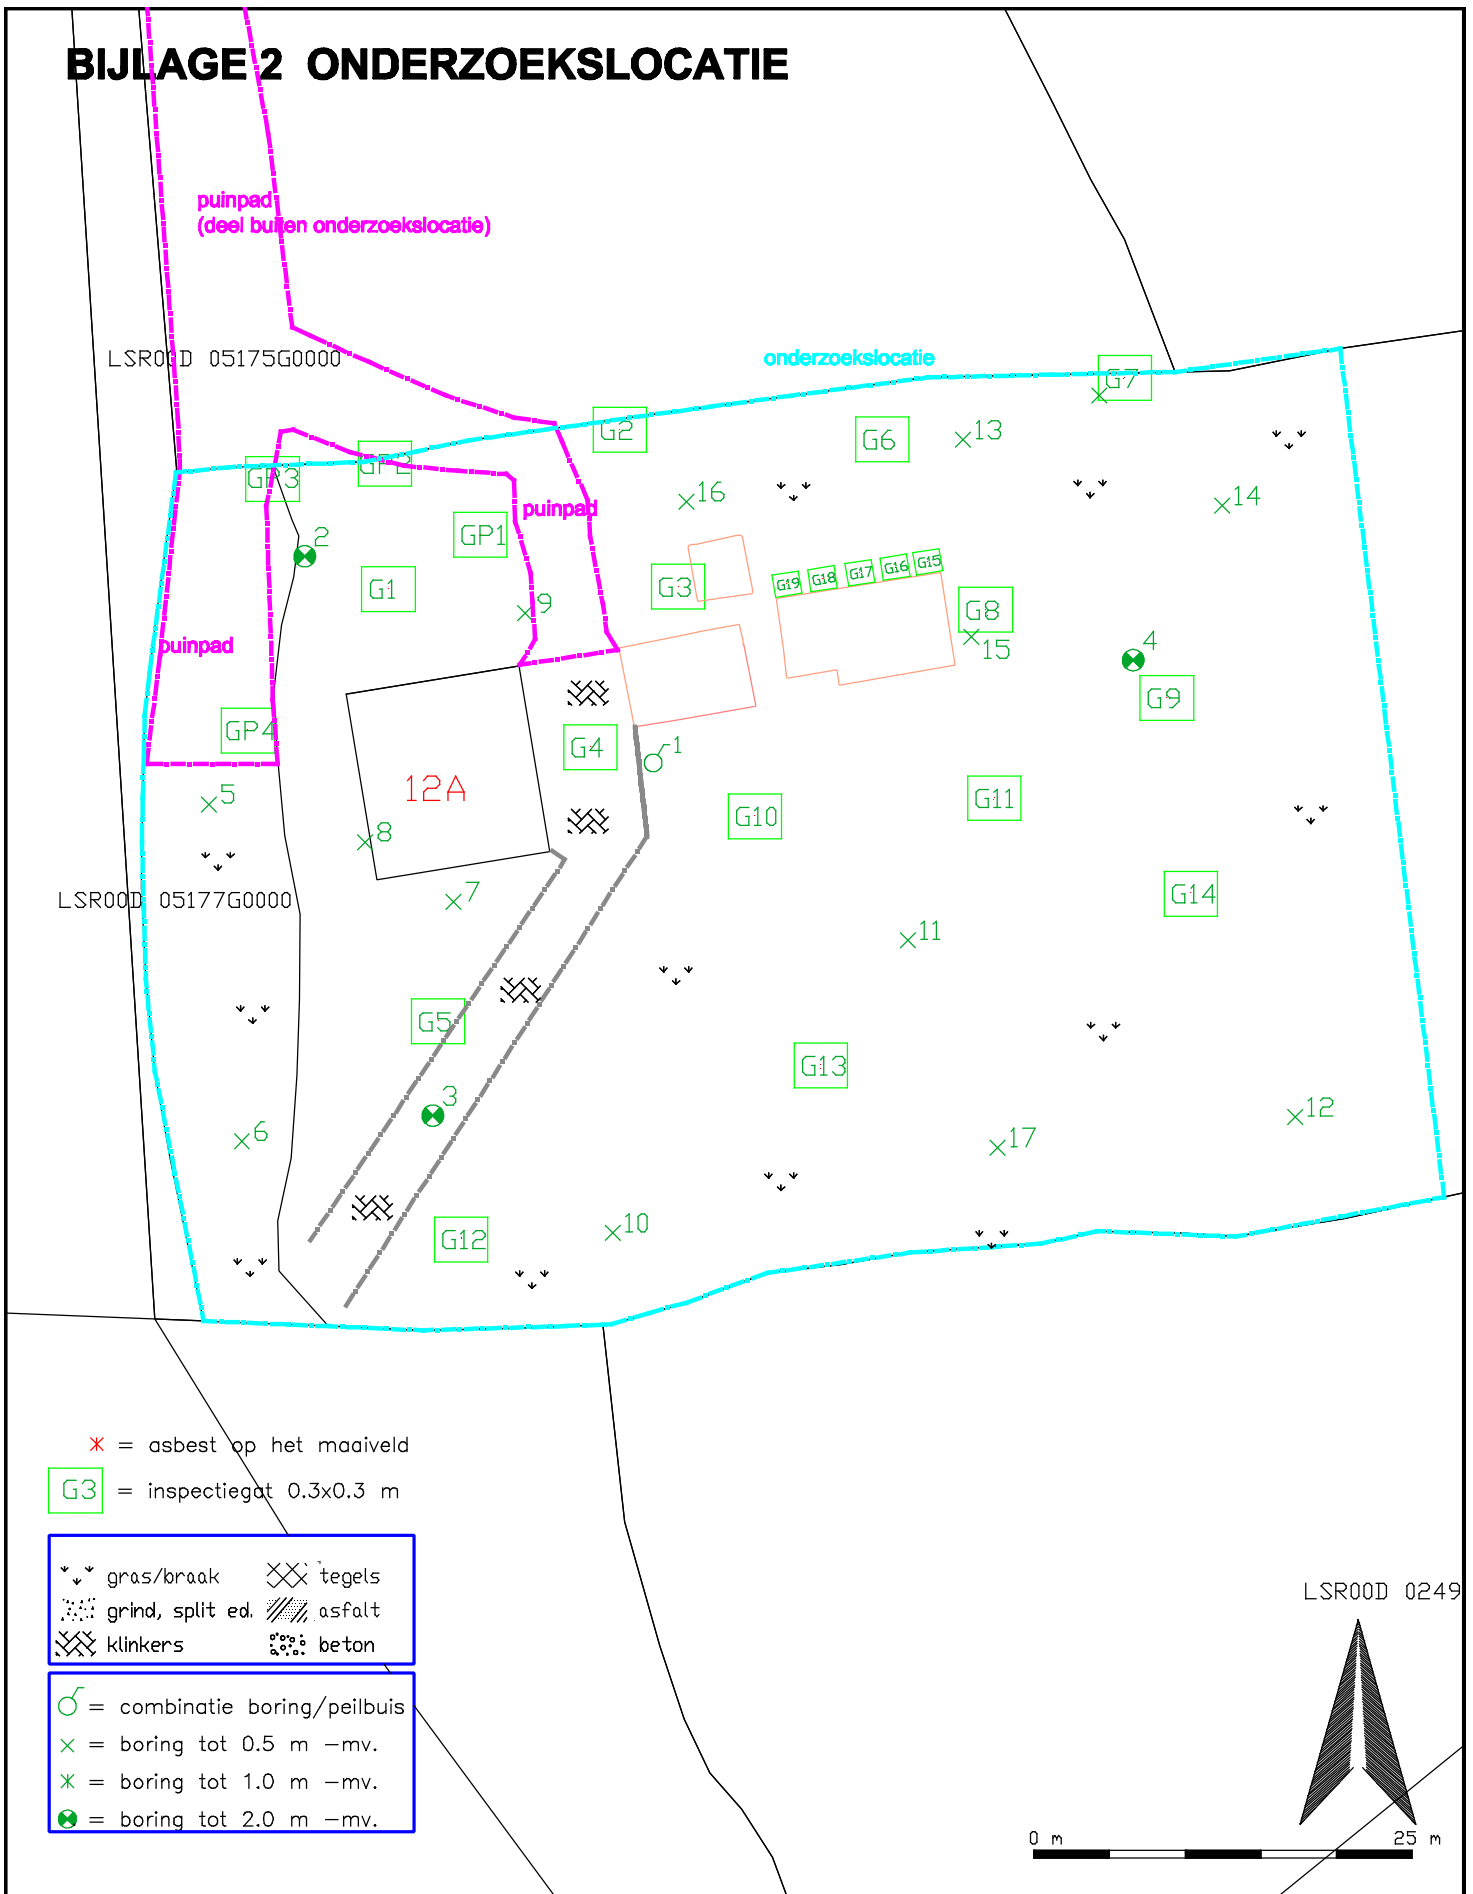 BIJLAGE 2 ONDERZOEKSLOCATIE
puinpad
(deel buiten onderzoekslocatie)
LSR00D 05175G0000
onderzoekslocatie
G7
G2
G6
13
GP2
GP3
16
14
puinpad
GP1
2
G1
G3
G19
G18
G17
G16
G15
9
G8
15
4
puinpad
G9
GP4
G4
1
12A
5
G10
G11
8
LSR00D 05177G0000
7
G14
11
G5
G13
3
6
17
12
G12
10
= asbest op het maaiveld
G3 = inspectiegat 0.3x0.3 m
gras/braak tegels
grind, split ed. asfalt
klinkers beton
= combinatie boring/peilbuis
= boring tot 0.5 m -mv.
= boring tot 1.0 m -mv.
= boring tot 2.0 m -mv.
LSR00D 0249
0 m 25 m